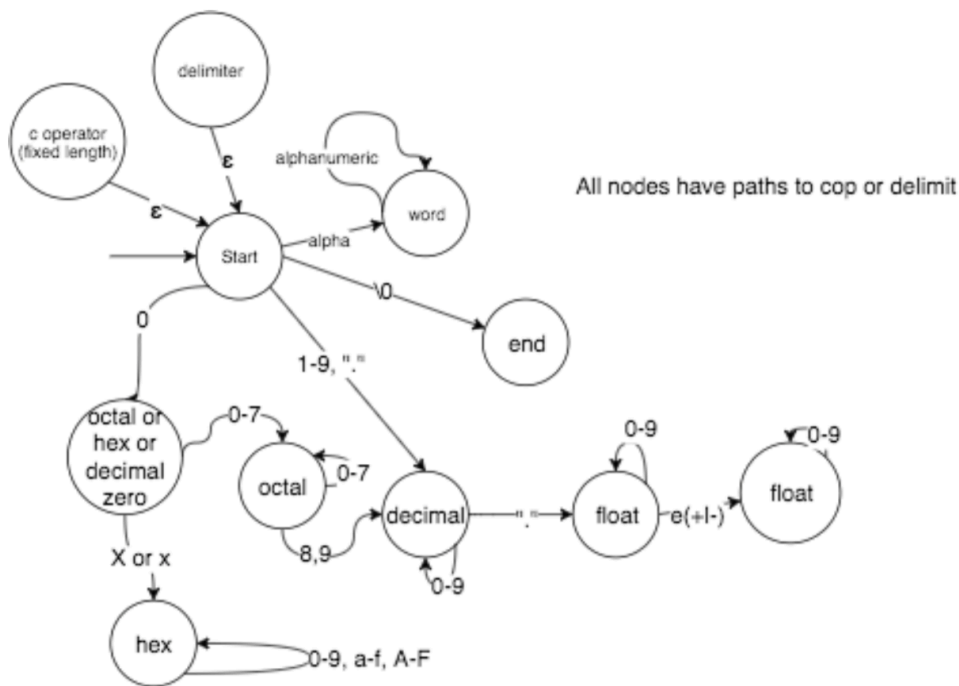 delimiter
c operator
(fixed length)
ε
ε
alphanumeric
word
All nodes have paths to cop or delimit
alpha
Start
\0
0
end
1-9, "."
octal or
hex or
decimal
zero
0-7
0-7
octal
8,9
decimal
0-9
"."
0-9
float
e(+|-)
0-9
float
X or x
hex
0-9, a-f, A-F